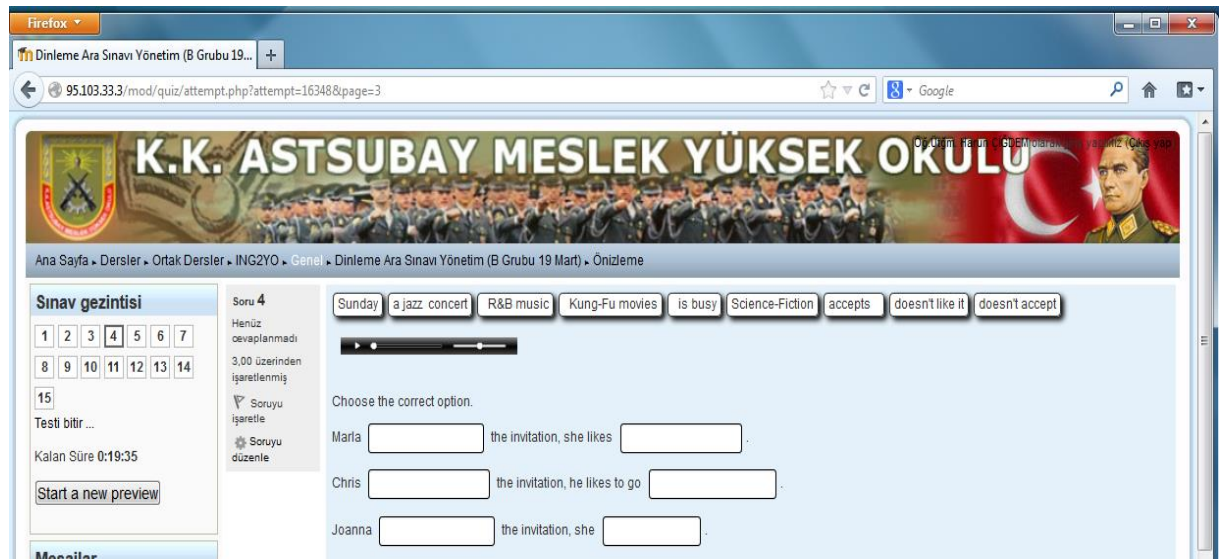 Firefox
Dinleme Ara Sınavı Yönetim (B Grubu 19...
95.103.33.3/mod/quiz/attempt.php?attempt=16348&page=3
Google
K.K. ASTSUBAY MESLEK YÜKSEK OKULU
Ana Sayfa ▸ Dersler ▸ Ortak Dersler ▸ ING2YO ▸ Genel ▸ Dinleme Ara Sınavı Yönetim (B Grubu 19 Mart) ▸ Önizleme
Sınav gezintisi
1 2 3 4 5 6 7
8 9 10 11 12 13 14
15
Testi bitir ...
Kalan Süre 0:19:35
Start a new preview
Mesajlar
Soru 4
Henüz
cevaplanmadı
3,00 üzerinden
işaretlenmiş
Soruyu
işaretle
Soruyu
düzenle
Sunday a jazz concert R&B music Kung-Fu movies is busy Science-Fiction accepts doesn't like it doesn't accept
Choose the correct option.
Marla the invitation, she likes .
Chris the invitation, he likes to go .
Joanna the invitation, she .